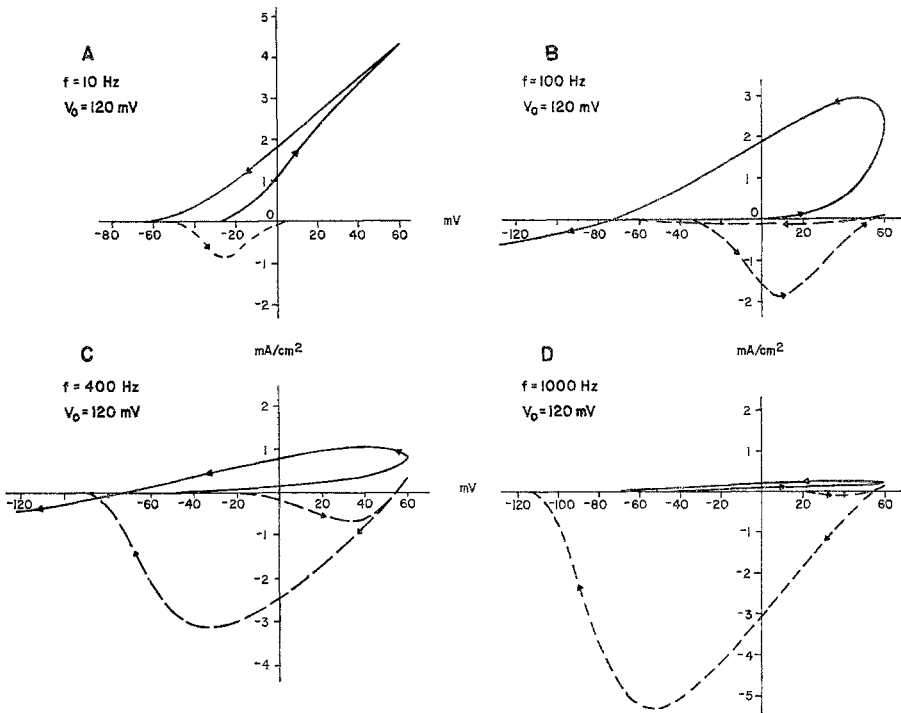 A
f = 10 Hz
V₀ = 120 mV
5
4
3
2
1
0
-1
-2
-80 -60 -40 -20 20 40 60
mV
B
f = 100 Hz
V₀ = 120 mV
3
2
1
0
-1
-2
-120 -100 -80 -60 -40 20 60
C
f = 400 Hz
V₀ = 120 mV
mA/cm²
2
1
-1
-2
-3
-4
-120 -80 -60 -40 -20 0 20 40 60
mV
D
f = 1000 Hz
V₀ = 120 mV
mA/cm²
2
1
-1
-2
-3
-4
-5
-120 -100 -80 -60 -40 0 20 40 60